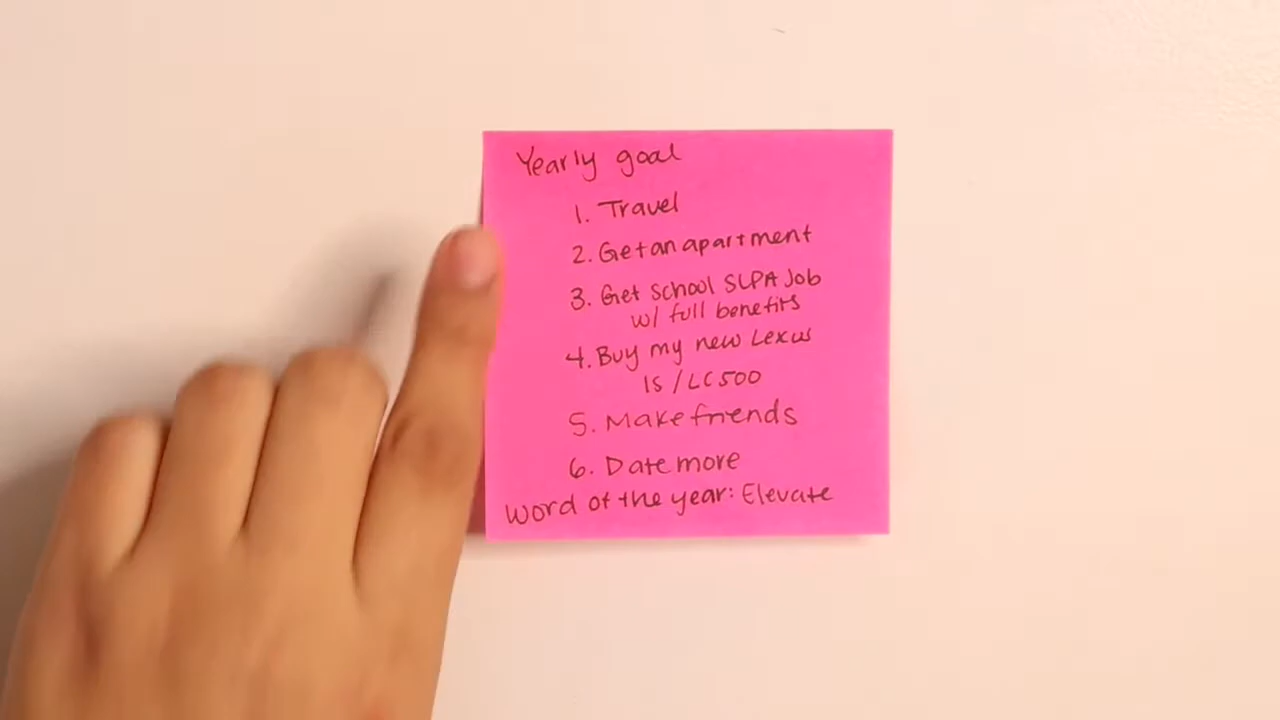 Yearly goal
1. Travel
2. Get an apartment
3. Get School SLPA Job
w/ full benefits
4. Buy my new Lexus
IS / LC500
5. Make friends
6. Date more
Word of the year: Elevate